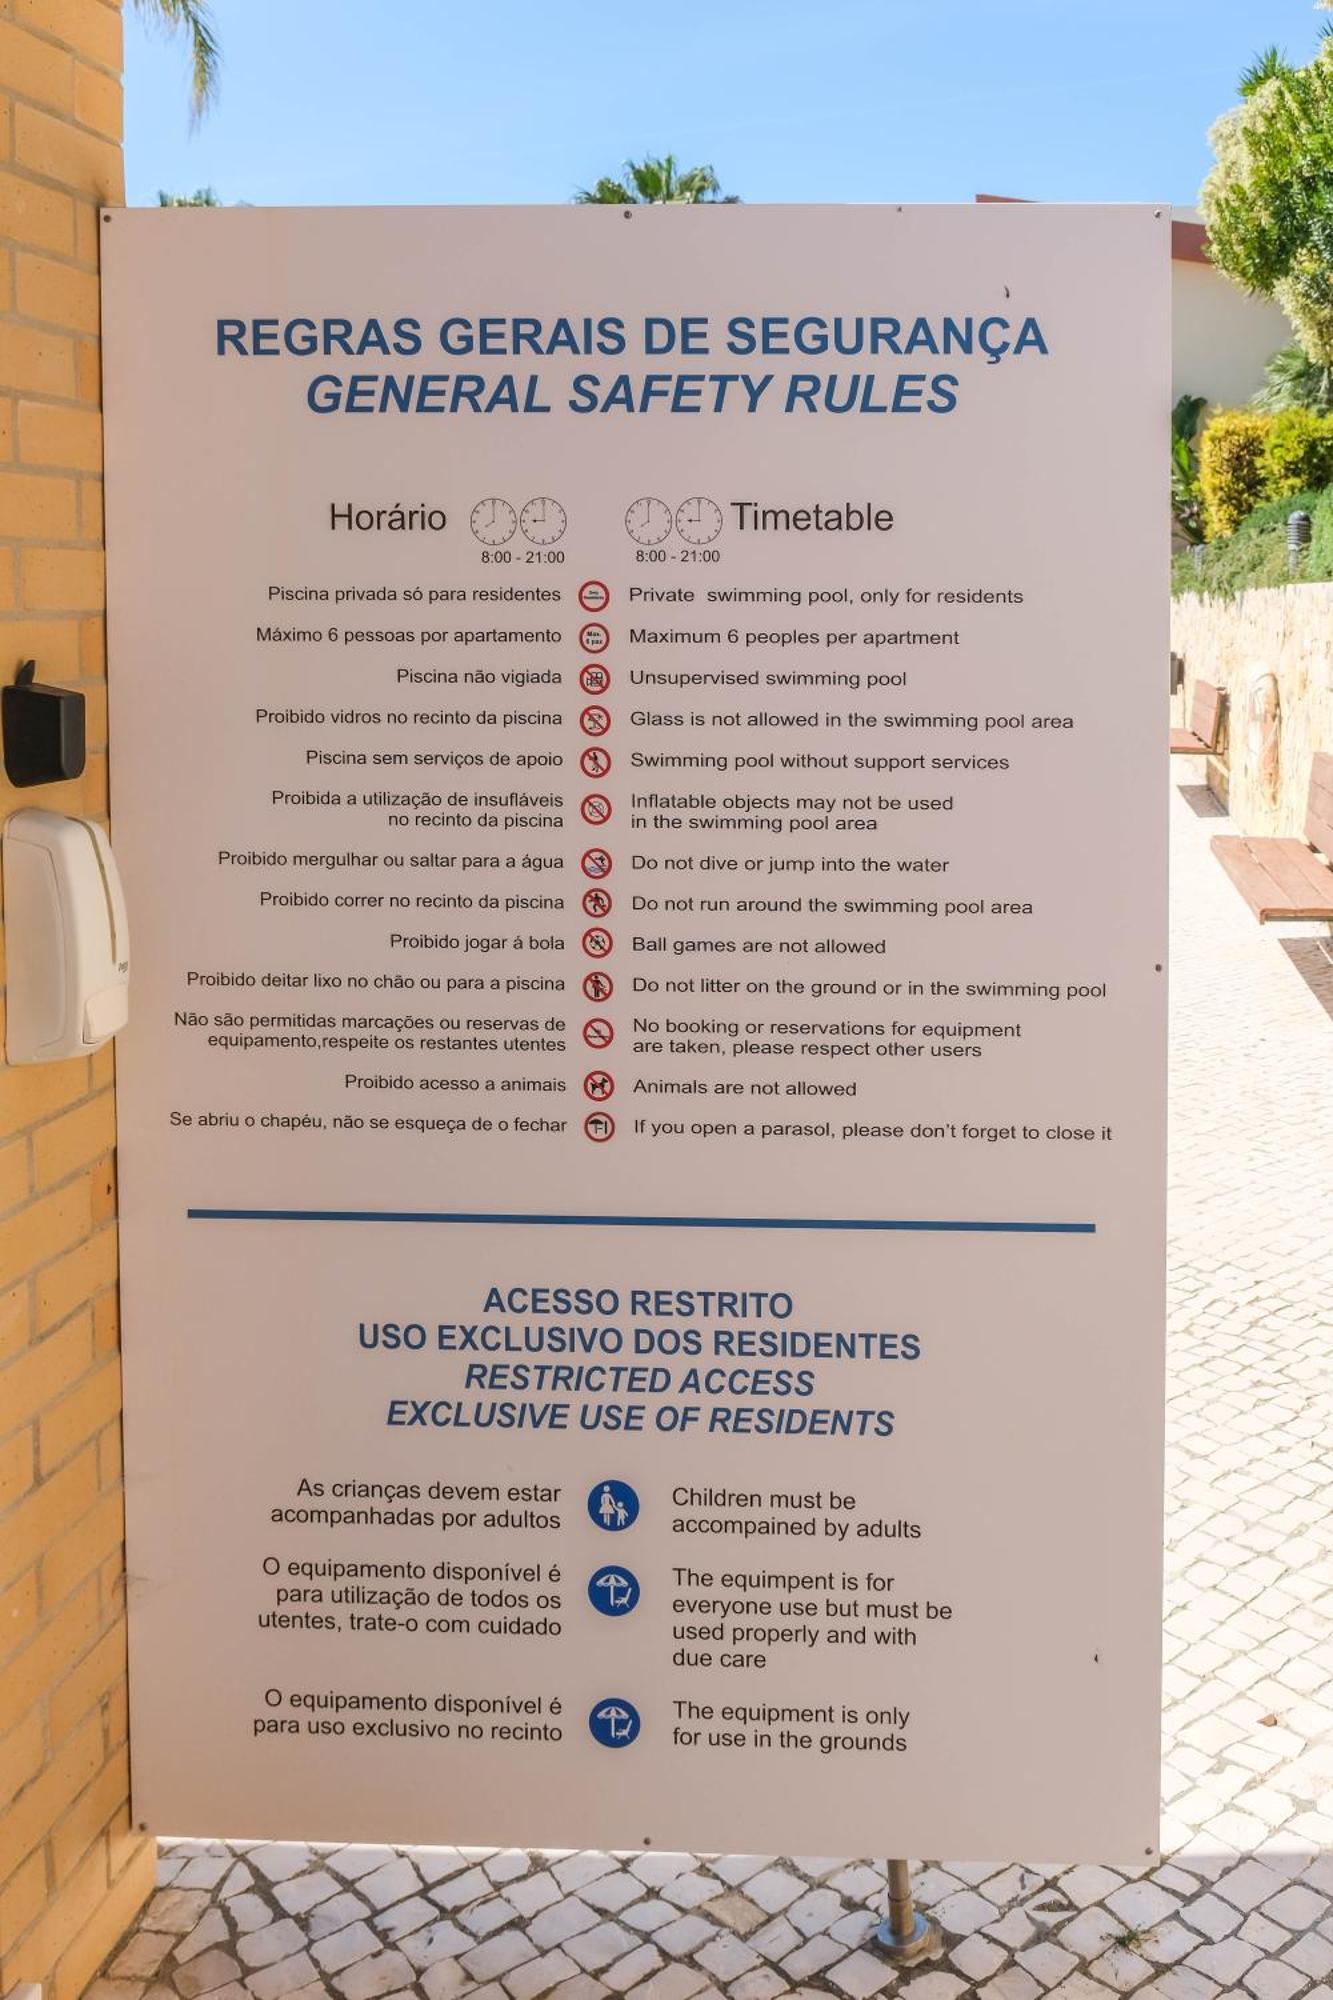 REGRAS GERAIS DE SEGURANÇA
GENERAL SAFETY RULES
Horário
8:00 - 21:00
8:00 - 21:00
Timetable
Piscina privada só para residentes
Private swimming pool, only for residents
Máximo 6 pessoas por apartamento
Max.
Maximum 6 peoples per apartment
Piscina não vigiada
Unsupervised swimming pool
Proibido vidros no recinto da piscina
Glass is not allowed in the swimming pool area
Piscina sem serviços de apoio
Swimming pool without support services
Proibida a utilização de insufláveis
no recinto da piscina
Inflatable objects may not be used
in the swimming pool area
Proibido mergulhar ou saltar para a água
Do not dive or jump into the water
Proibido correr no recinto da piscina
Do not run around the swimming pool area
Proibido jogar á bola
Ball games are not allowed
Proibido deitar lixo no chão ou para a piscina
Do not litter on the ground or in the swimming pool
Não são permitidas marcações ou reservas de
equipamento,respeite os restantes utentes
No booking or reservations for equipment
are taken, please respect other users
Proibido acesso a animais
Animals are not allowed
Se abriu o chapéu, não se esqueça de o fechar
If you open a parasol, please don't forget to close it
ACESSO RESTRITO
USO EXCLUSIVO DOS RESIDENTES
RESTRICTED ACCESS
EXCLUSIVE USE OF RESIDENTS
As crianças devem estar
acompanhadas por adultos
Children must be
accompained by adults
O equipamento disponível é
para utilização de todos os
utentes, trate-o com cuidado
The equimpent is for
everyone use but must be
used properly and with
due care
O equipamento disponível é
para uso exclusivo no recinto
The equipment is only
for use in the grounds